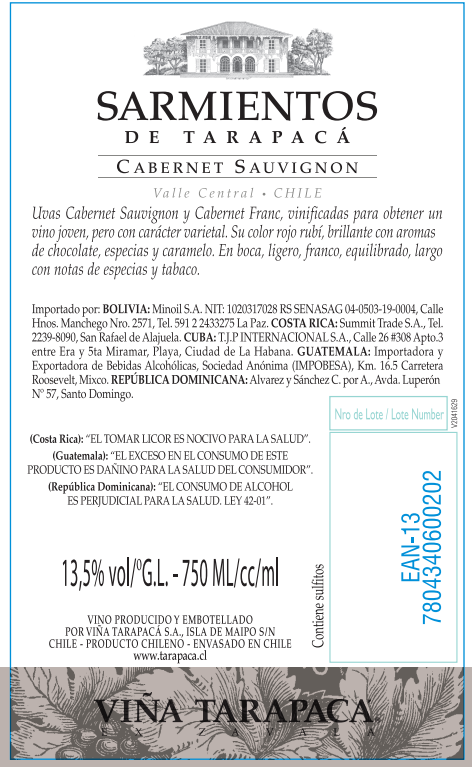 SARMIENTOS
DE TARAPACÁ
CABERNET SAUVIGNON
Valle Central • CHILE
Uvas Cabernet Sauvignon y Cabernet Franc, vinificadas para obtener un
vino joven, pero con carácter varietal. Su color rojo rubí, brillante con aromas
de chocolate, especias y caramelo. En boca, ligero, franco, equilibrado, largo
con notas de especias y tabaco.
Importado por: BOLIVIA: Minoil S.A. NIT: 1020317028 RS SENASAG 04-0503-19-0004, Calle
Hnos. Manchego Nro. 2571, Tel. 591 2 2433275 La Paz. COSTA RICA: Summit Trade S.A., Tel.
2239-8090, San Rafael de Alajuela. CUBA: T.J.P INTERNACIONAL S.A., Calle 26 #308 Apto.3
entre Era y 5ta Miramar, Playa, Ciudad de La Habana. GUATEMALA: Importadora y
Exportadora de Bebidas Alcohólicas, Sociedad Anónima (IMPOBESA), Km. 16.5 Carretera
Roosevelt, Mixco. REPÚBLICA DOMINICANA: Alvarez y Sánchez C. por A., Avda. Luperón
N° 57, Santo Domingo.
Nro de Lote / Lote Number
V2041629
(Costa Rica): “EL TOMAR LICOR ES NOCIVO PARA LA SALUD”.
(Guatemala): “EL EXCESO EN EL CONSUMO DE ESTE
PRODUCTO ES DAÑINO PARA LA SALUD DEL CONSUMIDOR”.
(República Dominicana): “EL CONSUMO DE ALCOHOL
ES PERJUDICIAL PARA LA SALUD. LEY 42-01”.
EAN-13
7804340600202
13,5% vol/°G.L. - 750 ML/cc/ml
Contiene sulfitos
VINO PRODUCIDO Y EMBOTELLADO
POR VIÑA TARAPACÁ S.A., ISLA DE MAIPO S/N
CHILE - PRODUCTO CHILENO - ENVASADO EN CHILE
www.tarapaca.cl
VIÑA TARAPACA
EX ZAVALA